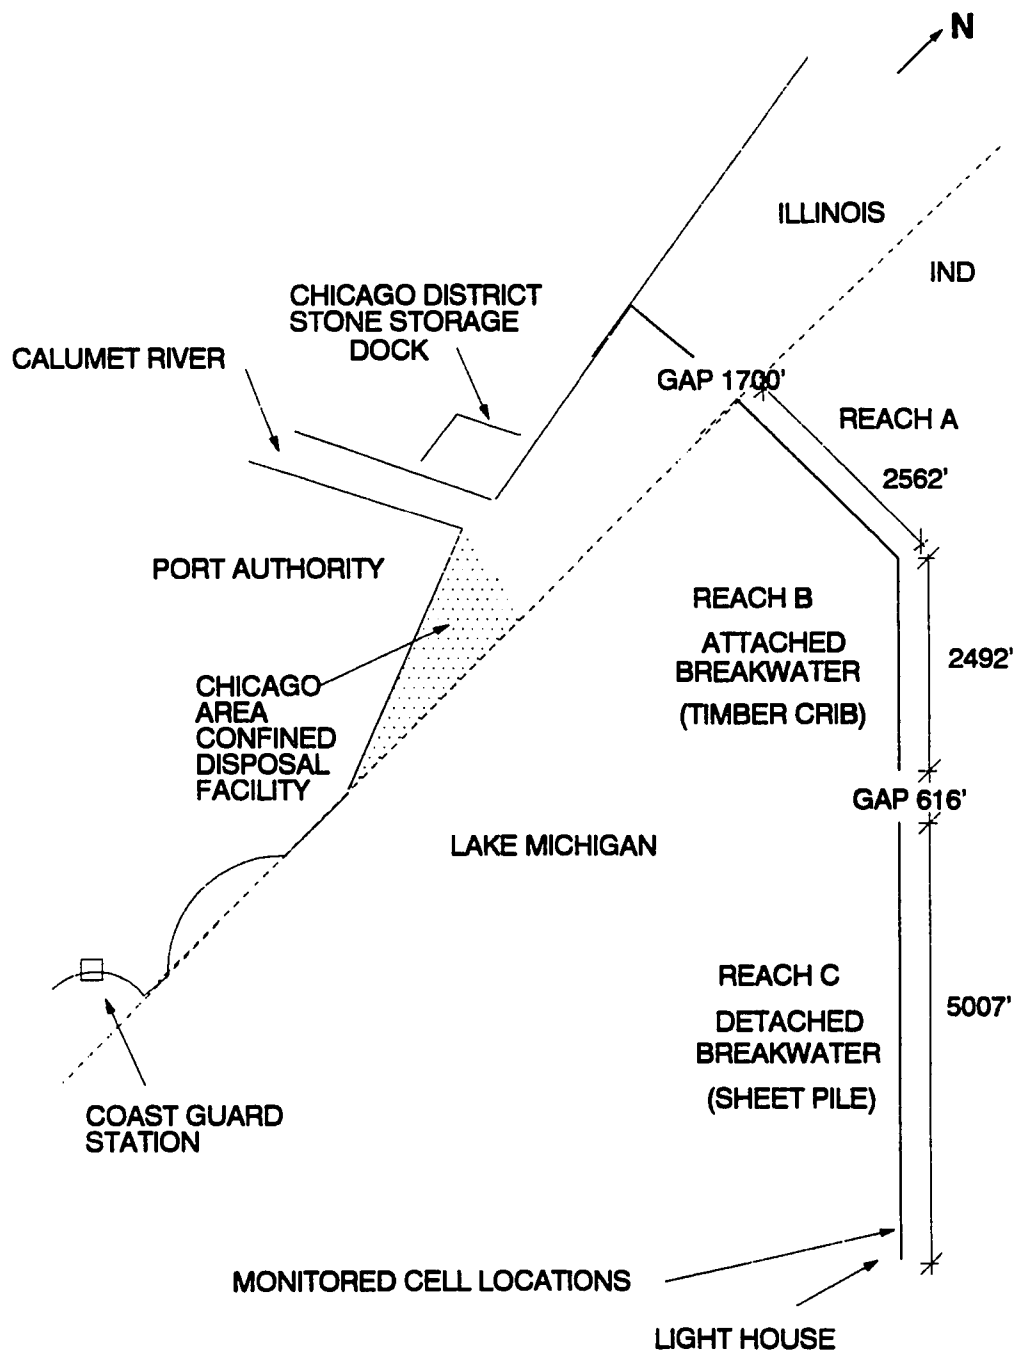 N
ILLINOIS
IND
CHICAGO DISTRICT
STONE STORAGE
DOCK
CALUMET RIVER
GAP 1700'
REACH A
2562'
PORT AUTHORITY
REACH B
ATTACHED
BREAKWATER
(TIMBER CRIB)
2492'
CHICAGO
AREA
CONFINED
DISPOSAL
FACILITY
GAP 616'
LAKE MICHIGAN
REACH C
DETACHED
BREAKWATER
(SHEET PILE)
5007'
COAST GUARD
STATION
MONITORED CELL LOCATIONS
LIGHT HOUSE